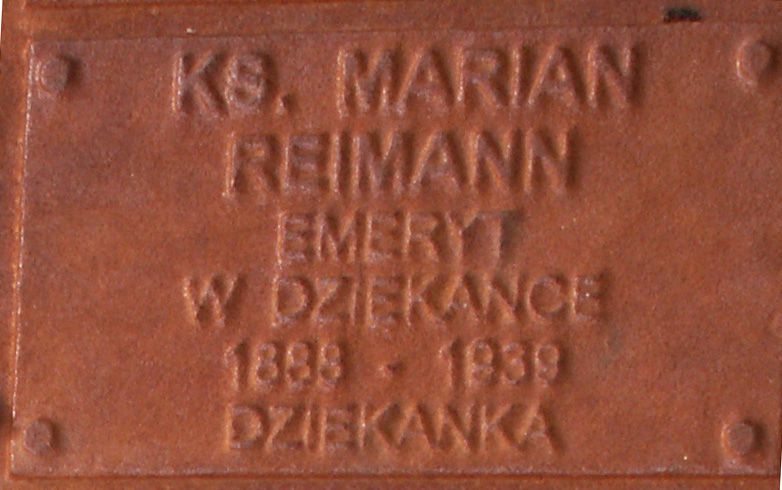 KS. MARIAN
REIMANN
EMERYT
W DZIEKANCE
1888 - 1939
DZIEKANKA